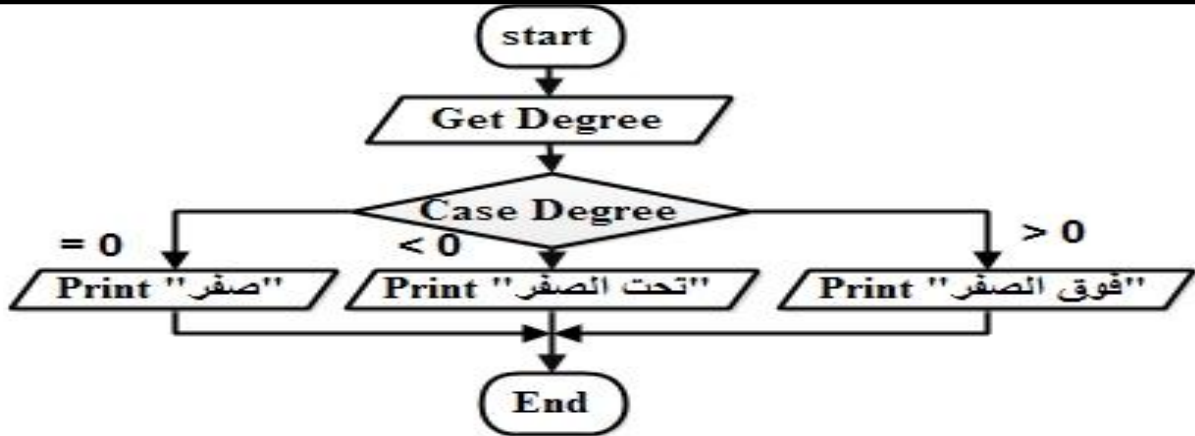 start
Get Degree
Case Degree
= 0
< 0
> 0
Print "صفر"
Print "تحت الصفر"
Print "فوق الصفر"
End